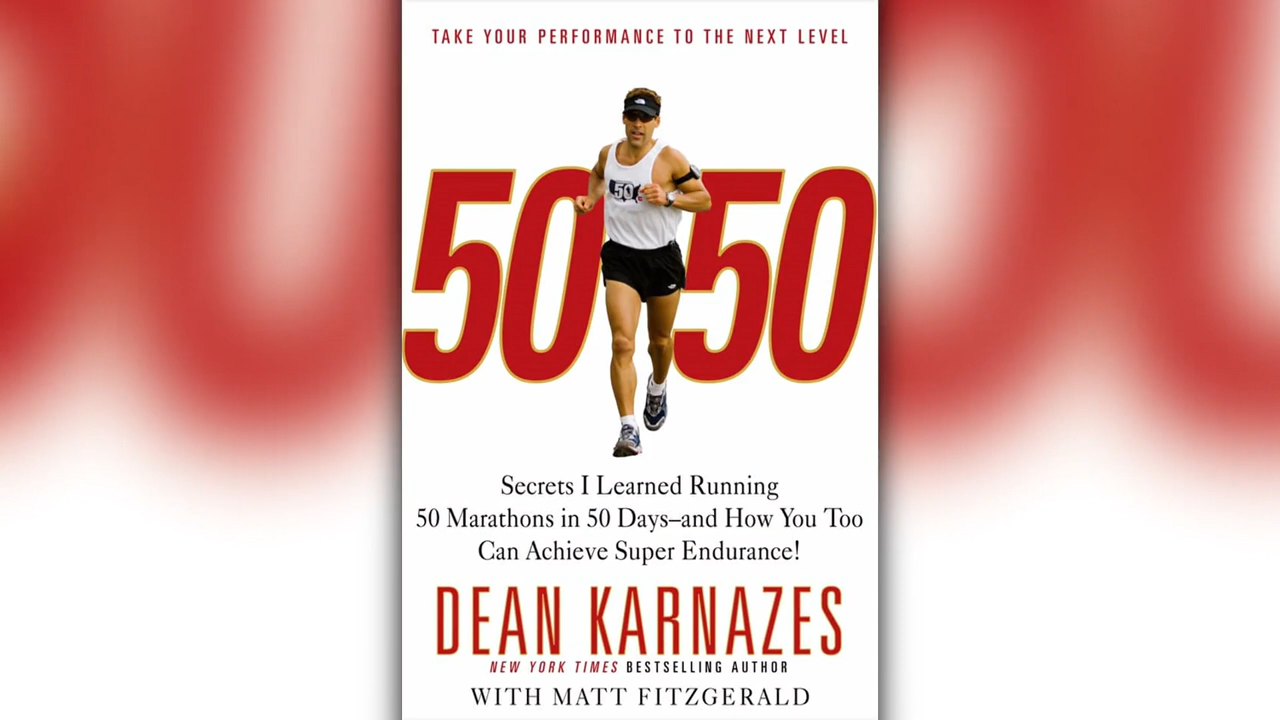 TAKE YOUR PERFORMANCE TO THE NEXT LEVEL
50 50
50
Secrets I Learned Running
50 Marathons in 50 Days–and How You Too
Can Achieve Super Endurance!
DEAN KARNAZES
NEW YORK TIMES BESTSELLING AUTHOR
WITH MATT FITZGERALD